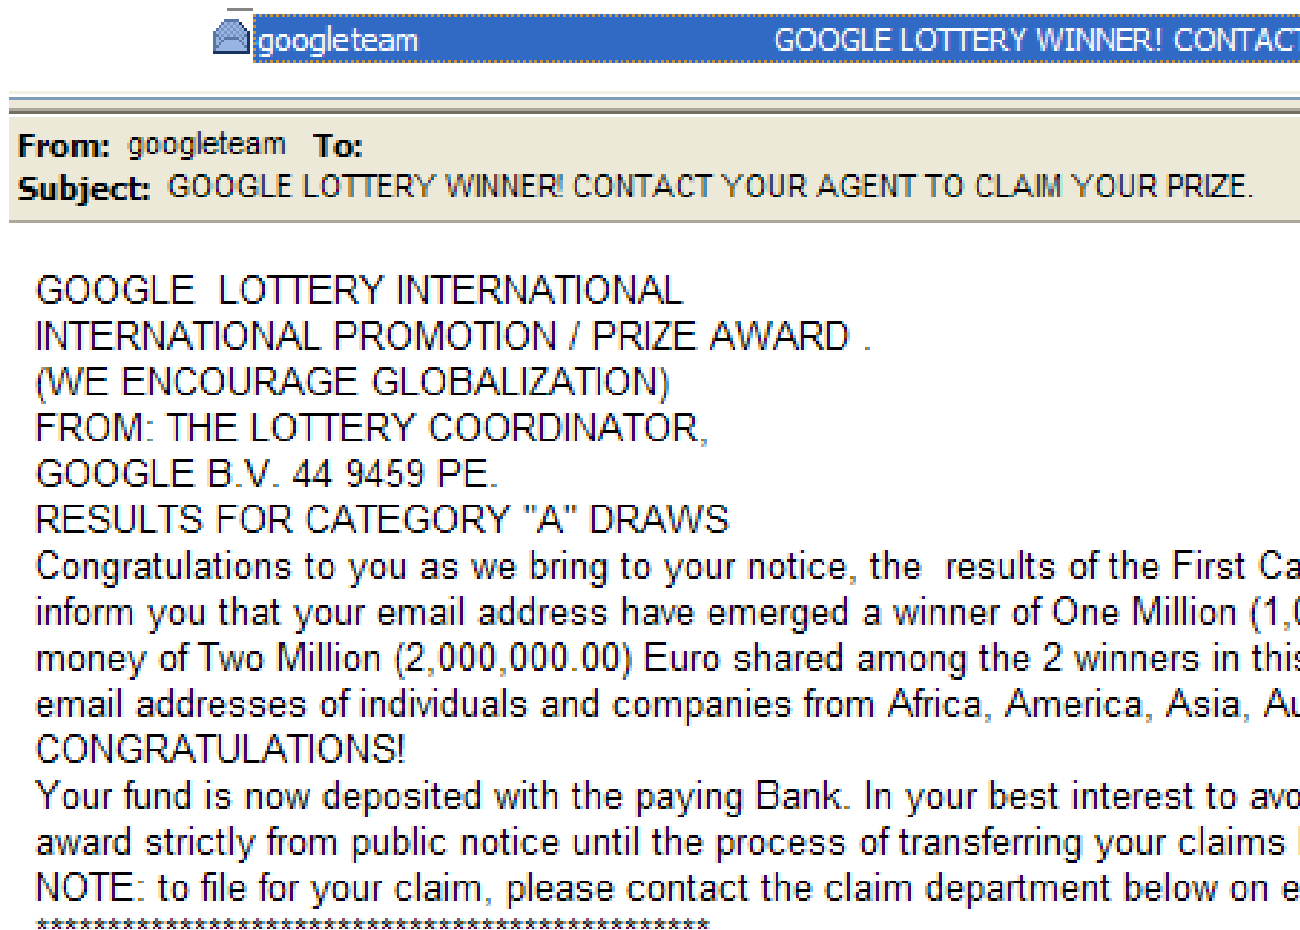 googleteam GOOGLE LOTTERY WINNER! CONTACT
From: googleteam To:
Subject: GOOGLE LOTTERY WINNER! CONTACT YOUR AGENT TO CLAIM YOUR PRIZE.
GOOGLE LOTTERY INTERNATIONAL
INTERNATIONAL PROMOTION / PRIZE AWARD .
(WE ENCOURAGE GLOBALIZATION)
FROM: THE LOTTERY COORDINATOR,
GOOGLE B.V. 44 9459 PE.
RESULTS FOR CATEGORY "A" DRAWS
Congratulations to you as we bring to your notice, the results of the First Ca
inform you that your email address have emerged a winner of One Million (1,0
money of Two Million (2,000,000.00) Euro shared among the 2 winners in this
email addresses of individuals and companies from Africa, America, Asia, Au
CONGRATULATIONS!
Your fund is now deposited with the paying Bank. In your best interest to avo
award strictly from public notice until the process of transferring your claims
NOTE: to file for your claim, please contact the claim department below on e
***********************************************